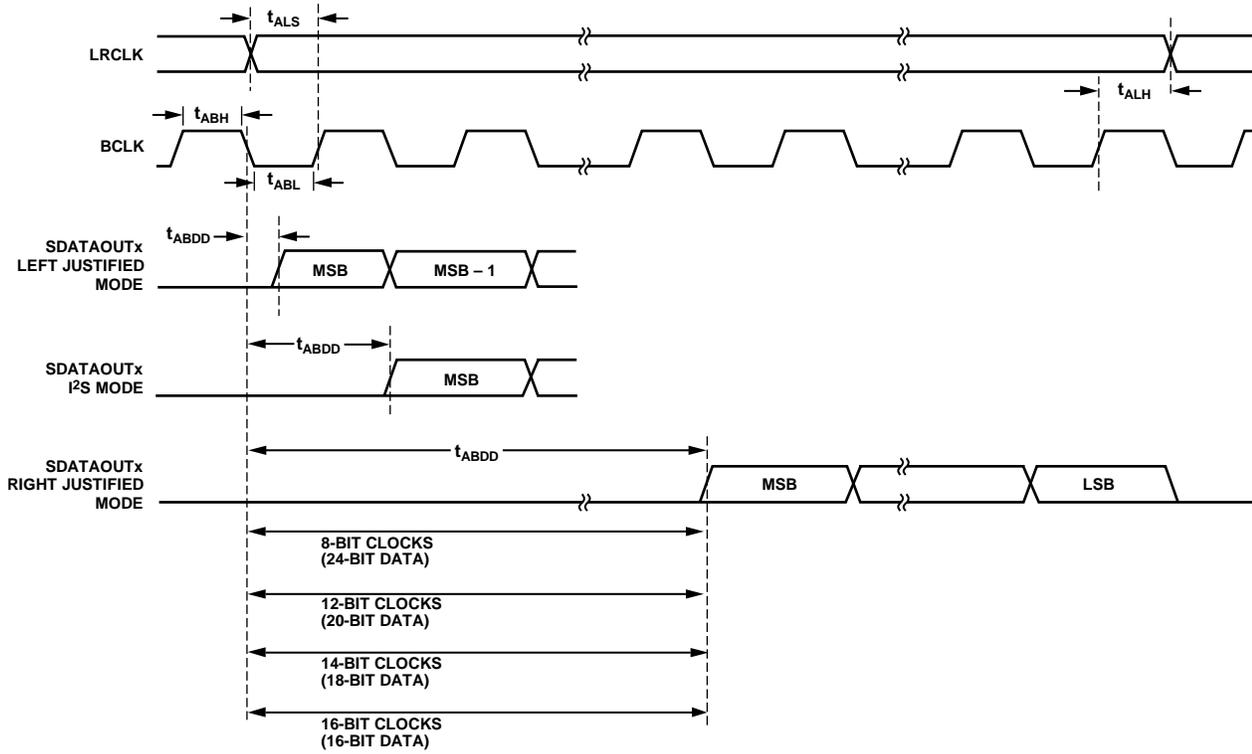 tALS
LRCLK
tALH
tABH
BCLK
tABL
tABDD
SDATAOUTx
LEFT JUSTIFIED
MODE
MSB
MSB – 1
tABDD
SDATAOUTx
I2S MODE
MSB
tABDD
SDATAOUTx
RIGHT JUSTIFIED
MODE
MSB
LSB
8-BIT CLOCKS
(24-BIT DATA)
12-BIT CLOCKS
(20-BIT DATA)
14-BIT CLOCKS
(18-BIT DATA)
16-BIT CLOCKS
(16-BIT DATA)